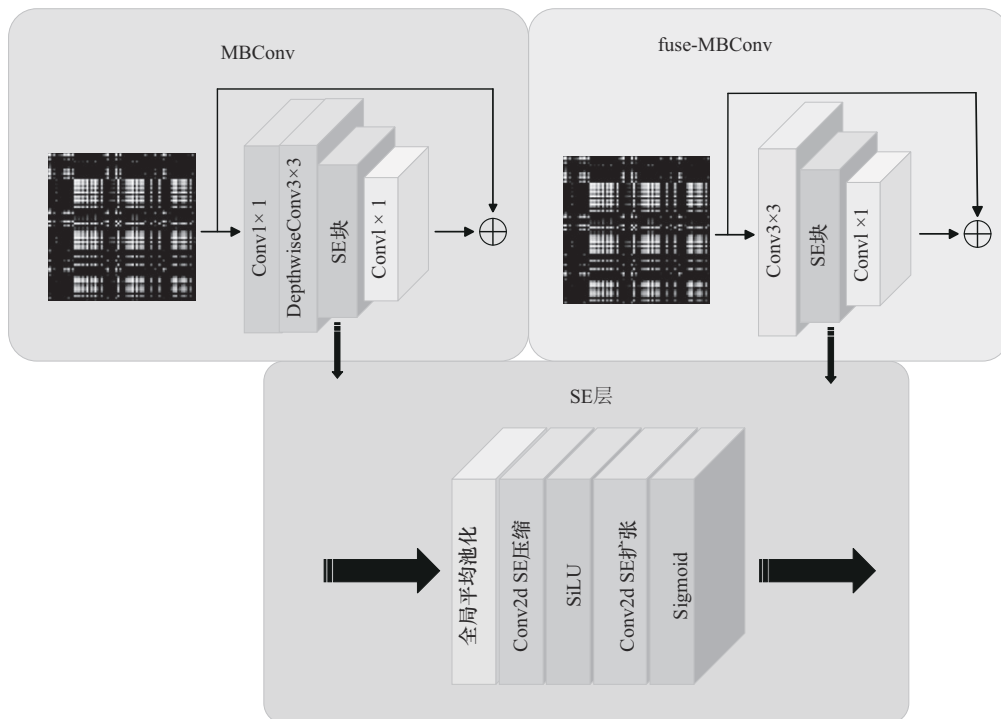 MBConv
Conv1×1
DepthwiseConv3×3
SE块
Conv1×1
fuse-MBConv
Conv3×3
SE块
Conv1×1
SE层
全局平均池化
Conv2d SE压缩
SiLU
Conv2d SE扩张
Sigmoid